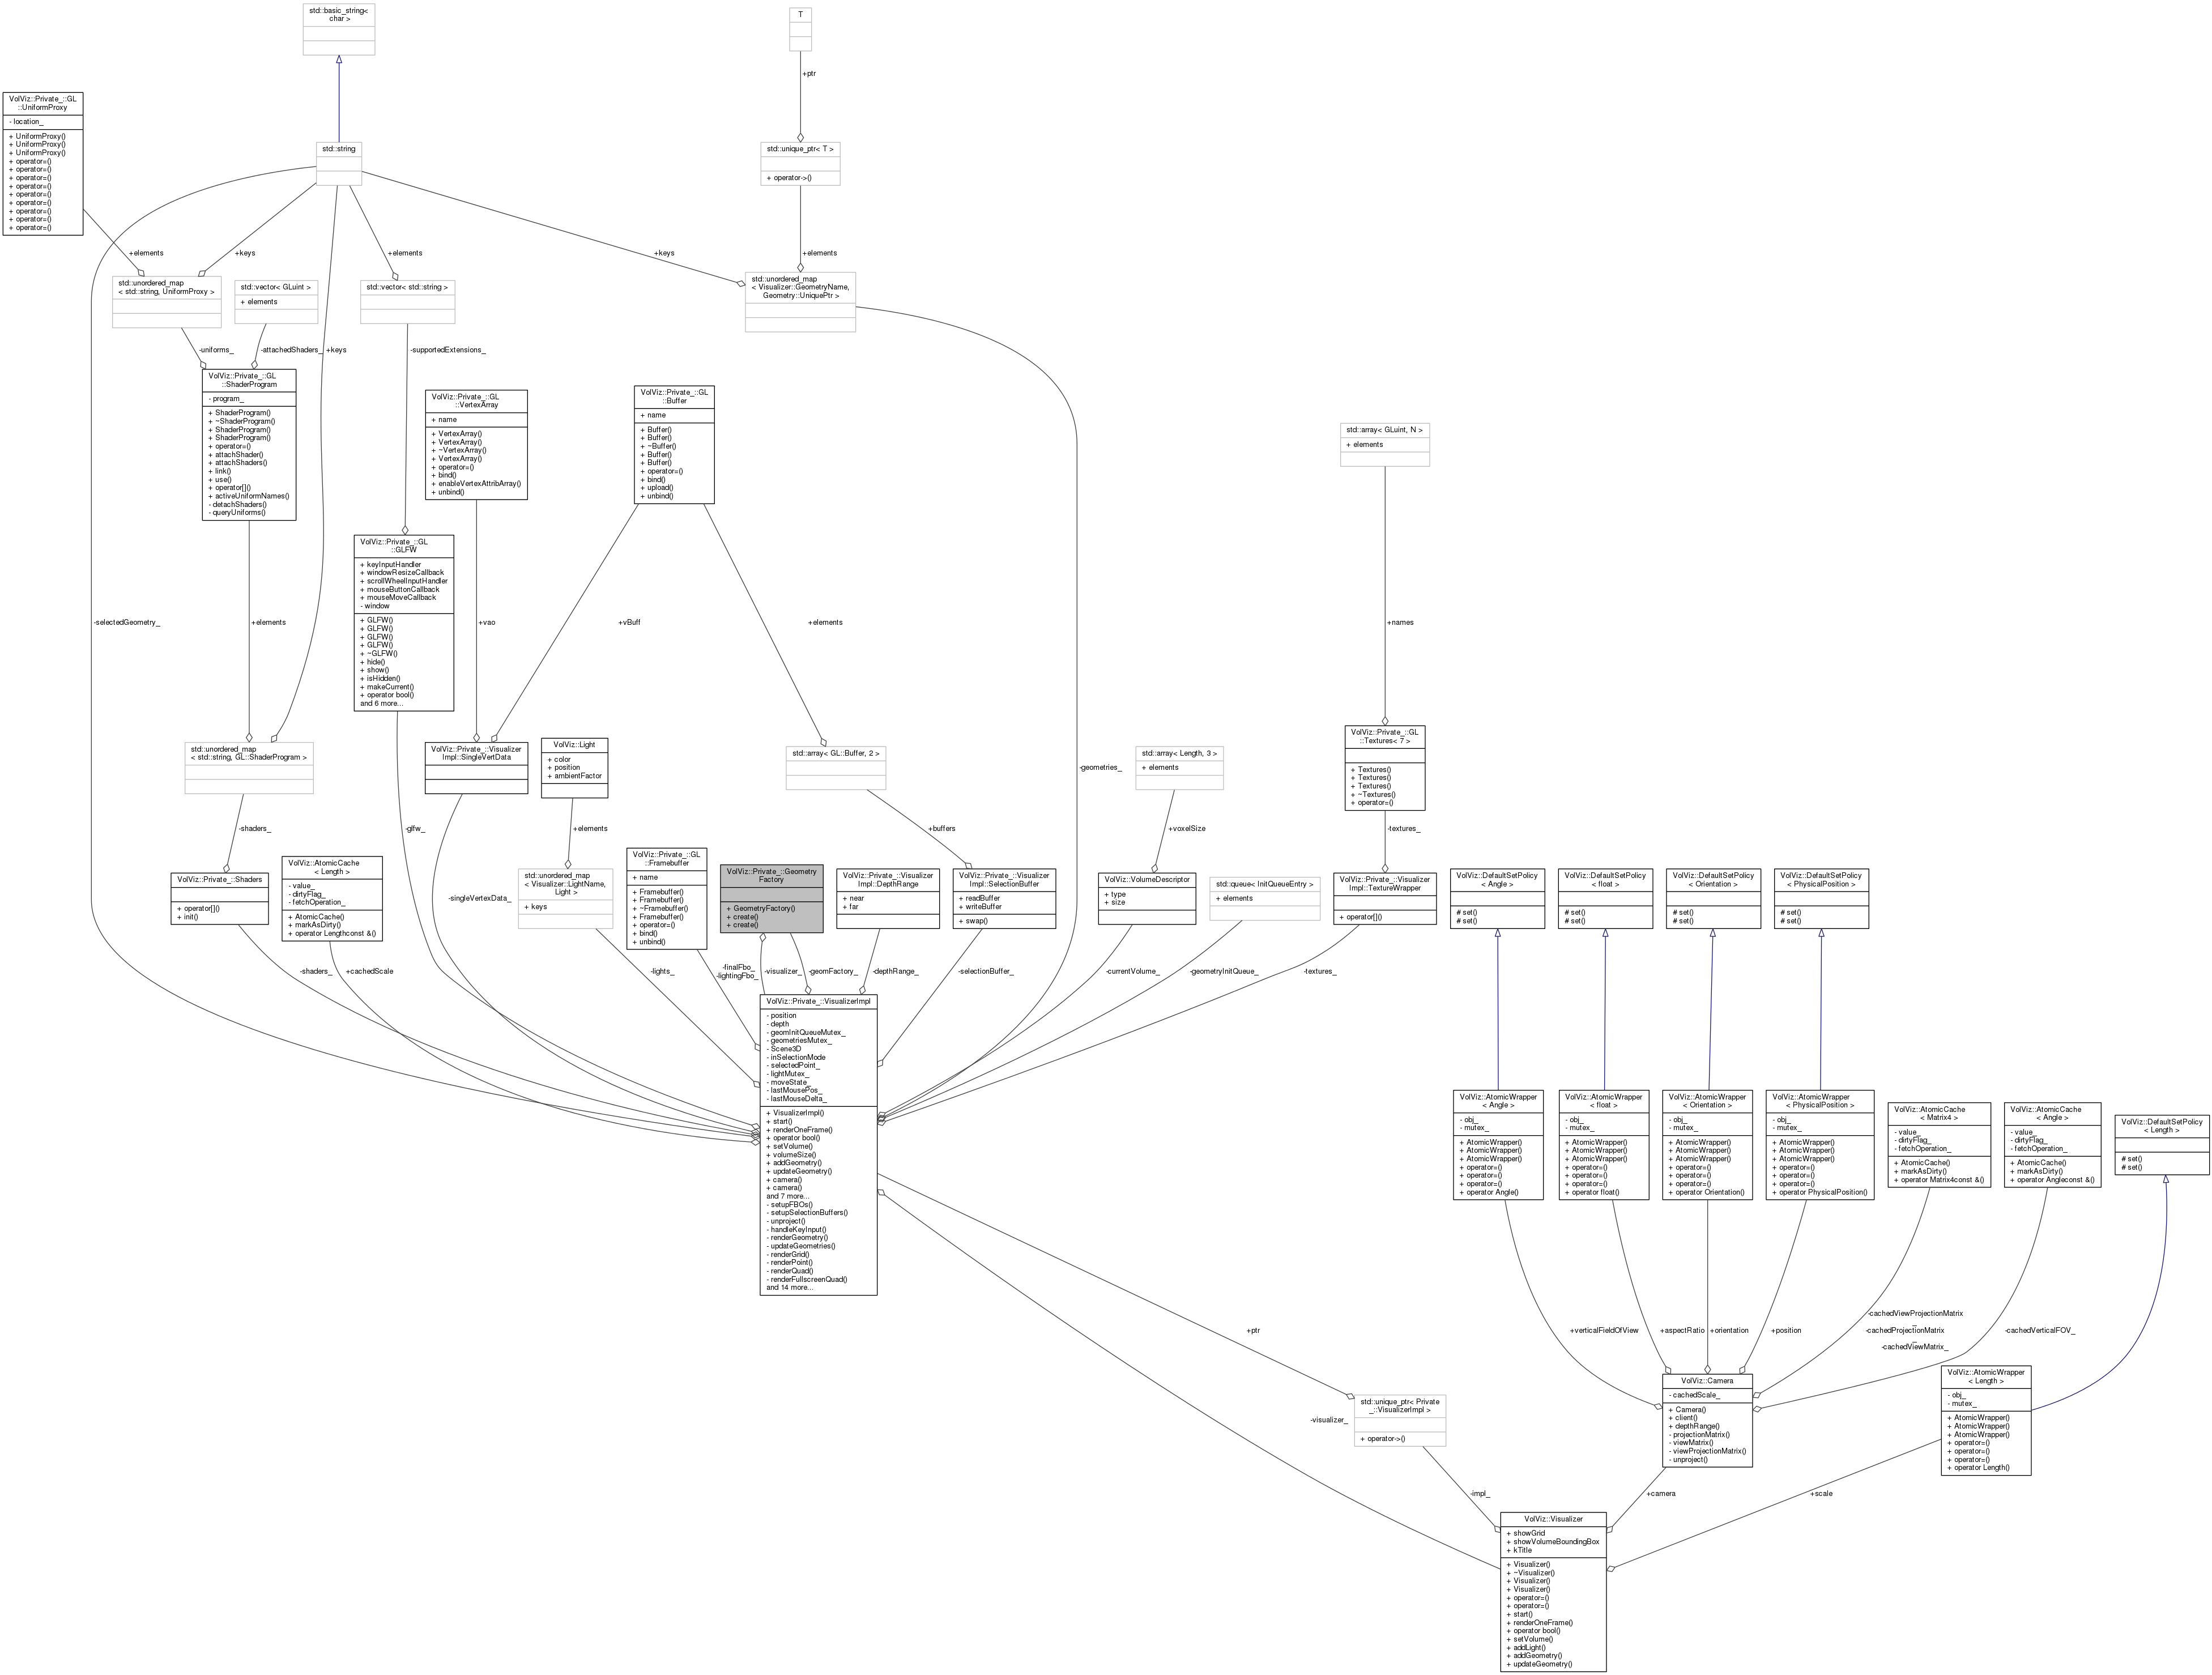 std::basic_string<
char >
T
+ptr
VolViz::Private_::GL
::UniformProxy
- location_
+ UniformProxy()
+ UniformProxy()
+ UniformProxy()
+ operator=()
+ operator=()
+ operator=()
+ operator=()
+ operator=()
+ operator=()
+ operator=()
+ operator=()
+ operator=()
std::string
std::unique_ptr< T >
+ operator->()
+elements
+keys
+elements
+keys
+elements
std::unordered_map
< std::string, UniformProxy >
std::vector< GLuint >
+ elements
std::vector< std::string >
std::unordered_map
< Visualizer::GeometryName,
Geometry::UniquePtr >
-uniforms_
-attachedShaders_
+keys
-supportedExtensions_
VolViz::Private_::GL
::ShaderProgram
- program_
+ ShaderProgram()
+ ~ShaderProgram()
+ ShaderProgram()
+ ShaderProgram()
+ operator=()
+ attachShader()
+ attachShaders()
+ link()
+ use()
+ operator[]()
+ activeUniformNames()
- detachShaders()
- queryUniforms()
VolViz::Private_::GL
::VertexArray
+ name
+ VertexArray()
+ VertexArray()
+ ~VertexArray()
+ VertexArray()
+ operator=()
+ bind()
+ enableVertexAttribArray()
+ unbind()
VolViz::Private_::GL
::Buffer
+ name
+ Buffer()
+ Buffer()
+ ~Buffer()
+ Buffer()
+ Buffer()
+ operator=()
+ bind()
+ upload()
+ unbind()
std::array< GLuint, N >
+ elements
VolViz::Private_::GL
::GLFW
+ keyInputHandler
+ windowResizeCallback
+ scrollWheelInputHandler
+ mouseButtonCallback
+ mouseMoveCallback
- window
+ GLFW()
+ GLFW()
+ GLFW()
+ GLFW()
+ ~GLFW()
+ hide()
+ show()
+ isHidden()
+ makeCurrent()
+ operator bool()
and 6 more...
-selectedGeometry_
+elements
+vao
+vBuff
+elements
+names
std::unordered_map
< std::string, GL::ShaderProgram >
VolViz::Private_::Visualizer
Impl::SingleVertData
VolViz::Light
+ color
+ position
+ ambientFactor
std::array< GL::Buffer, 2 >
-geometries_
std::array< Length, 3 >
+ elements
VolViz::Private_::GL
::Textures< 7 >
+ Textures()
+ Textures()
+ Textures()
+ ~Textures()
+ operator=()
-shaders_
-glfw_
+elements
+buffers
+voxelSize
-textures_
VolViz::Private_::Shaders
+ operator[]()
+ init()
VolViz::AtomicCache
< Length >
- value_
- dirtyFlag_
- fetchOperation_
+ AtomicCache()
+ markAsDirty()
+ operator Lengthconst &()
-singleVertexData_
std::unordered_map
< Visualizer::LightName,
Light >
+ keys
VolViz::Private_::GL
::Framebuffer
+ name
+ Framebuffer()
+ Framebuffer()
+ ~Framebuffer()
+ Framebuffer()
+ operator=()
+ bind()
+ unbind()
VolViz::Private_::Geometry
Factory
+ GeometryFactory()
+ create()
+ create()
VolViz::Private_::Visualizer
Impl::DepthRange
+ near
+ far
VolViz::Private_::Visualizer
Impl::SelectionBuffer
+ readBuffer
+ writeBuffer
+ swap()
VolViz::VolumeDescriptor
+ type
+ size
std::queue< InitQueueEntry >
+ elements
VolViz::Private_::Visualizer
Impl::TextureWrapper
+ operator[]()
VolViz::DefaultSetPolicy
< Angle >
# set()
# set()
VolViz::DefaultSetPolicy
< float >
# set()
# set()
VolViz::DefaultSetPolicy
< Orientation >
# set()
# set()
VolViz::DefaultSetPolicy
< PhysicalPosition >
# set()
# set()
-shaders_
+cachedScale
-lights_
-finalFbo_
-lightingFbo_
-visualizer_
-geomFactory_
-depthRange_
-selectionBuffer_
-currentVolume_
-geometryInitQueue_
-textures_
VolViz::Private_::VisualizerImpl
- position
- depth
- geomInitQueueMutex_
- geometriesMutex_
- Scene3D
- inSelectionMode
- selectedPoint_
- lightMutex_
- moveState_
- lastMousePos_
- lastMouseDelta_
+ VisualizerImpl()
+ start()
+ renderOneFrame()
+ operator bool()
+ setVolume()
+ volumeSize()
+ addGeometry()
+ updateGeometry()
+ camera()
+ camera()
and 7 more...
- setupFBOs()
- setupSelectionBuffers()
- unproject()
- handleKeyInput()
- renderGeometry()
- updateGeometries()
- renderGrid()
- renderPoint()
- renderQuad()
- renderFullscreenQuad()
and 14 more...
VolViz::AtomicWrapper
< Angle >
- obj_
- mutex_
+ AtomicWrapper()
+ AtomicWrapper()
+ AtomicWrapper()
+ operator=()
+ operator=()
+ operator=()
+ operator Angle()
VolViz::AtomicWrapper
< float >
- obj_
- mutex_
+ AtomicWrapper()
+ AtomicWrapper()
+ AtomicWrapper()
+ operator=()
+ operator=()
+ operator=()
+ operator float()
VolViz::AtomicWrapper
< Orientation >
- obj_
- mutex_
+ AtomicWrapper()
+ AtomicWrapper()
+ AtomicWrapper()
+ operator=()
+ operator=()
+ operator=()
+ operator Orientation()
VolViz::AtomicWrapper
< PhysicalPosition >
- obj_
- mutex_
+ AtomicWrapper()
+ AtomicWrapper()
+ AtomicWrapper()
+ operator=()
+ operator=()
+ operator=()
+ operator PhysicalPosition()
VolViz::AtomicCache
< Matrix4 >
- value_
- dirtyFlag_
- fetchOperation_
+ AtomicCache()
+ markAsDirty()
+ operator Matrix4const &()
VolViz::AtomicCache
< Angle >
- value_
- dirtyFlag_
- fetchOperation_
+ AtomicCache()
+ markAsDirty()
+ operator Angleconst &()
VolViz::DefaultSetPolicy
< Length >
# set()
# set()
+ptr
+verticalFieldOfView
+aspectRatio
+orientation
+position
-cachedViewProjectionMatrix
_
-cachedProjectionMatrix
_
-cachedViewMatrix_
-cachedVerticalFOV_
VolViz::Camera
- cachedScale_
+ Camera()
+ client()
+ depthRange()
- projectionMatrix()
- viewMatrix()
- viewProjectionMatrix()
- unproject()
VolViz::AtomicWrapper
< Length >
- obj_
- mutex_
+ AtomicWrapper()
+ AtomicWrapper()
+ AtomicWrapper()
+ operator=()
+ operator=()
+ operator=()
+ operator Length()
-visualizer_
std::unique_ptr< Private
_::VisualizerImpl >
+ operator->()
-impl_
+camera
+scale
VolViz::Visualizer
+ showGrid
+ showVolumeBoundingBox
+ kTitle
+ Visualizer()
+ ~Visualizer()
+ Visualizer()
+ Visualizer()
+ operator=()
+ operator=()
+ start()
+ renderOneFrame()
+ operator bool()
+ setVolume()
+ addLight()
+ addGeometry()
+ updateGeometry()